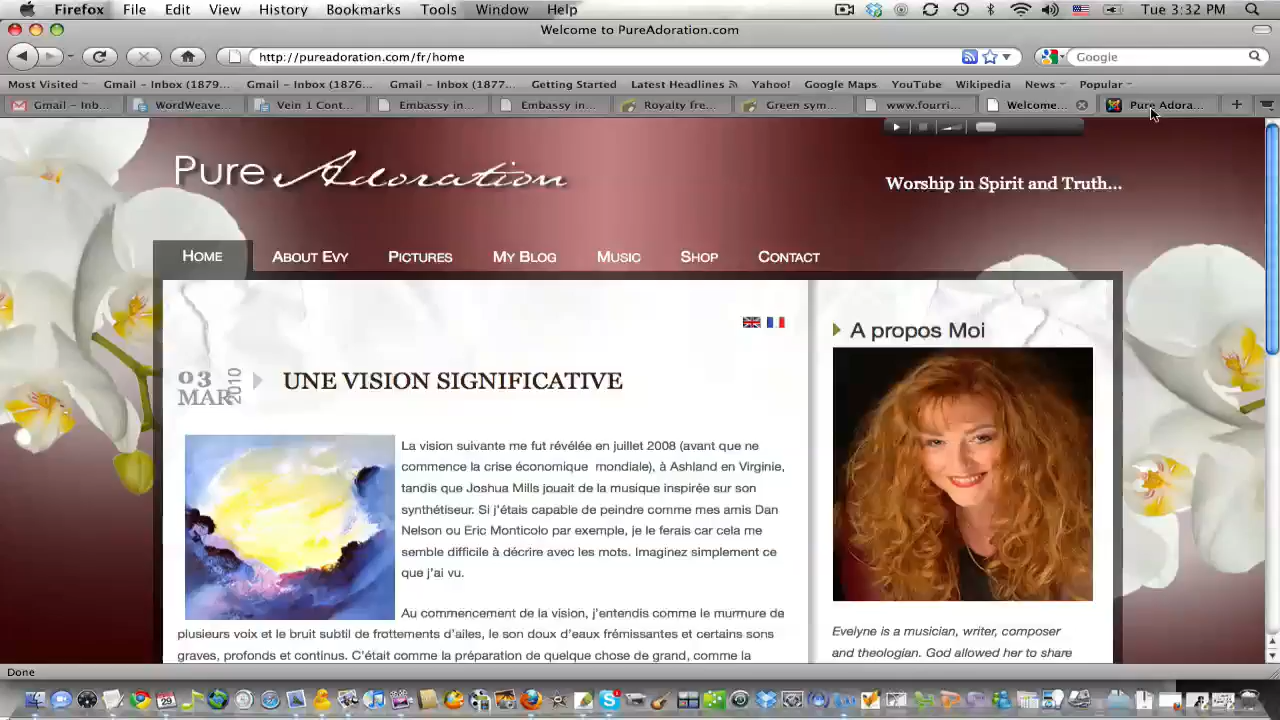 Firefox File Edit View History Bookmarks Tools Window Help Tue 3:32 PM
Welcome to PureAdoration.com
http://pureadoration.com/fr/home Google
Most Visited Gmail – Inbox (1879... Gmail – Inbox (1876... Gmail – Inbox (1877... Getting Started Latest Headlines Yahoo! Google Maps YouTube Wikipedia News Popular
Gmail – Inb... WordWeave... Vein 1 Cont... Embassy in... Embassy in... Royalty fre... Green sym... www.fourri... Welcome... Pure Adora...
Pure Adoration
Worship in Spirit and Truth...
HOME ABOUT EVY PICTURES MY BLOG MUSIC SHOP CONTACT
A propos Moi
03
MAR 2010
UNE VISION SIGNIFICATIVE
La vision suivante me fut révélée en juillet 2008 (avant que ne
commence la crise économique mondiale), à Ashland en Virginie,
tandis que Joshua Mills jouait de la musique inspirée sur son
synthétiseur. Si j'étais capable de peindre comme mes amis Dan
Nelson ou Eric Monticolo par exemple, je le ferais car cela me
semble difficile à décrire avec les mots. Imaginez simplement ce
que j'ai vu.
Au commencement de la vision, j'entendis comme le murmure de
plusieurs voix et le bruit subtil de frottements d'ailes, le son doux d'eaux frémissantes et certains sons
graves, profonds et continus. C'était comme la préparation de quelque chose de grand, comme la
Evelyne is a musician, writer, composer
and theologian. God allowed her to share
Done